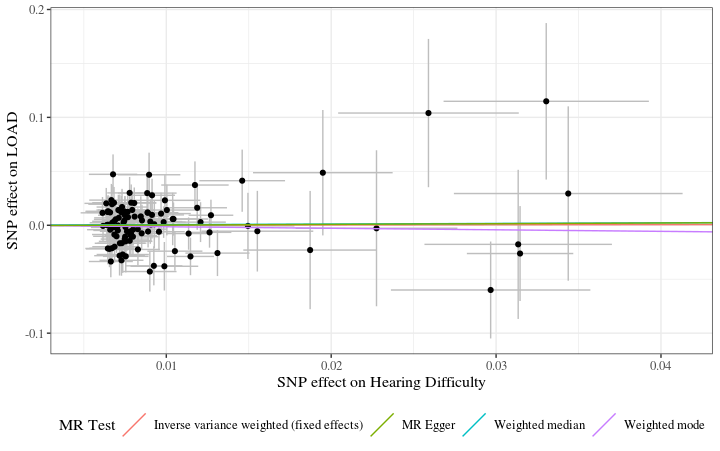 0.2
0.1
0.0
-0.1
SNP effect on LOAD
0.01 0.02 0.03 0.04
SNP effect on Hearing Difficulty
MR Test Inverse variance weighted (fixed effects) MR Egger Weighted median Weighted mode